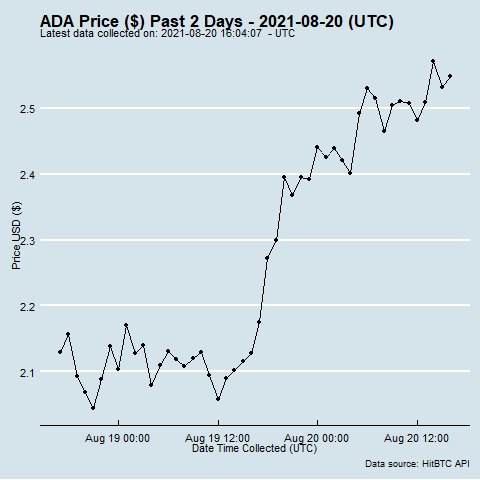 ADA Price ($) Past 2 Days - 2021-08-20 (UTC)
Latest data collected on: 2021-08-20 16:04:07  - UTC
Price USD ($)
2.5
2.4
2.3
2.2
2.1
Aug 19 00:00 Aug 19 12:00 Aug 20 00:00 Aug 20 12:00
Date Time Collected (UTC)
Data source: HitBTC API